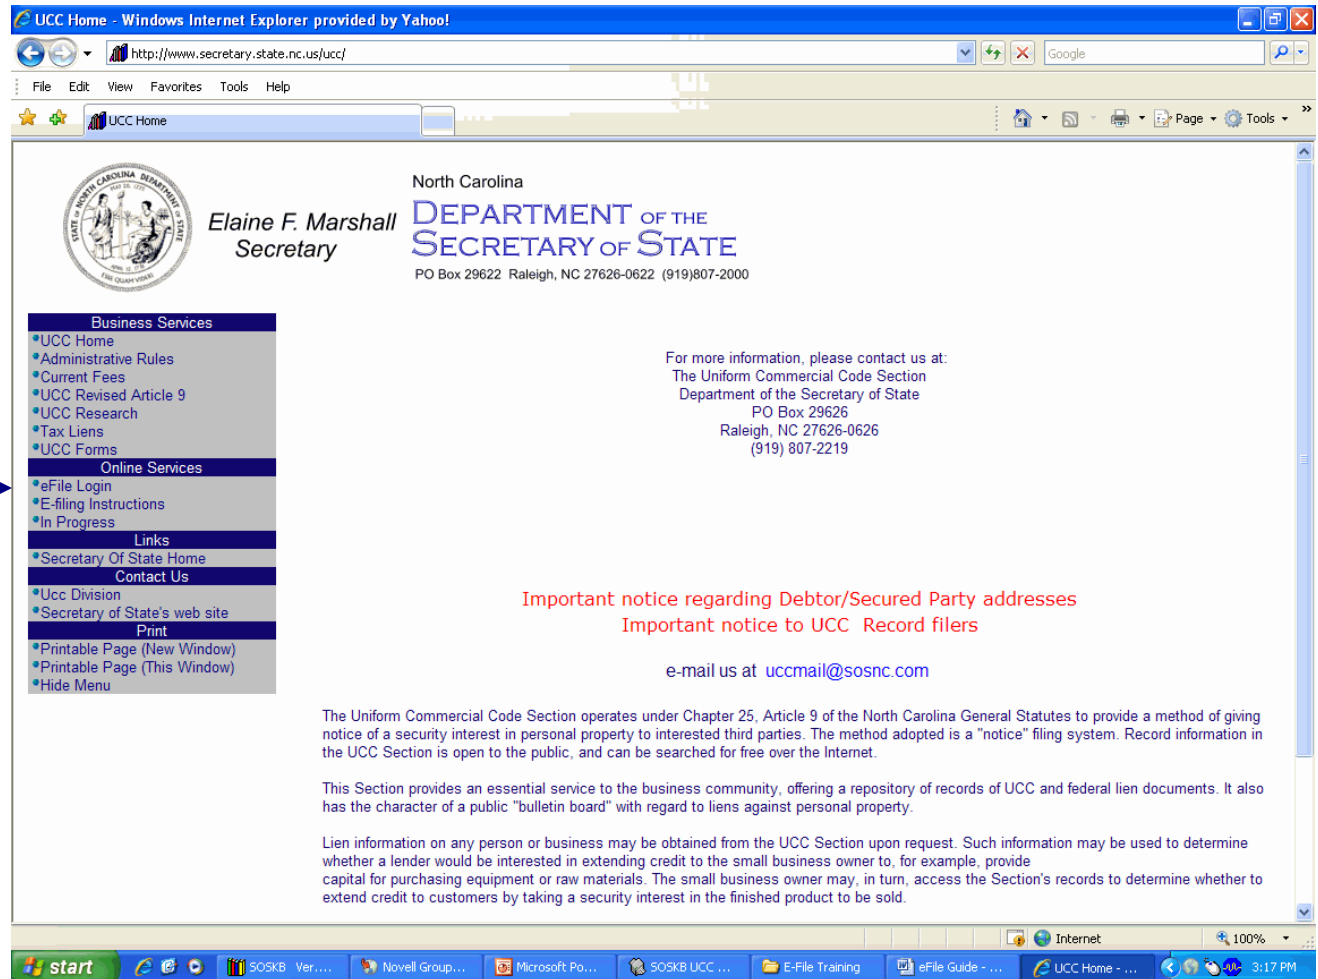 UCC Home - Windows Internet Explorer provided by Yahoo!
http://www.secretary.state.nc.us/ucc/
Google
File Edit View Favorites Tools Help
UCC Home
Page Tools »
North Carolina
Elaine F. Marshall
Secretary
DEPARTMENT OF THE
SECRETARY OF STATE
PO Box 29622 Raleigh, NC 27626-0622 (919)807-2000
Business Services
UCC Home
Administrative Rules
Current Fees
UCC Revised Article 9
UCC Research
Tax Liens
UCC Forms
Online Services
eFile Login
E-filing Instructions
In Progress
Links
Secretary Of State Home
Contact Us
Ucc Division
Secretary of State's web site
Print
Printable Page (New Window)
Printable Page (This Window)
Hide Menu
For more information, please contact us at:
The Uniform Commercial Code Section
Department of the Secretary of State
PO Box 29626
Raleigh, NC 27626-0626
(919) 807-2219
Important notice regarding Debtor/Secured Party addresses
Important notice to UCC Record filers
e-mail us at uccmail@sosnc.com
The Uniform Commercial Code Section operates under Chapter 25, Article 9 of the North Carolina General Statutes to provide a method of giving
notice of a security interest in personal property to interested third parties. The method adopted is a "notice" filing system. Record information in
the UCC Section is open to the public, and can be searched for free over the Internet.
This Section provides an essential service to the business community, offering a repository of records of UCC and federal lien documents. It also
has the character of a public "bulletin board" with regard to liens against personal property.
Lien information on any person or business may be obtained from the UCC Section upon request. Such information may be used to determine
whether a lender would be interested in extending credit to the small business owner to, for example, provide
capital for purchasing equipment or raw materials. The small business owner may, in turn, access the Section's records to determine whether to
extend credit to customers by taking a security interest in the finished product to be sold.
Internet
100%
start
SOSKB Ver....
Novell Group...
Microsoft Po...
SOSKB UCC ...
E-File Training
eFile Guide - ...
UCC Home - ...
3:17 PM